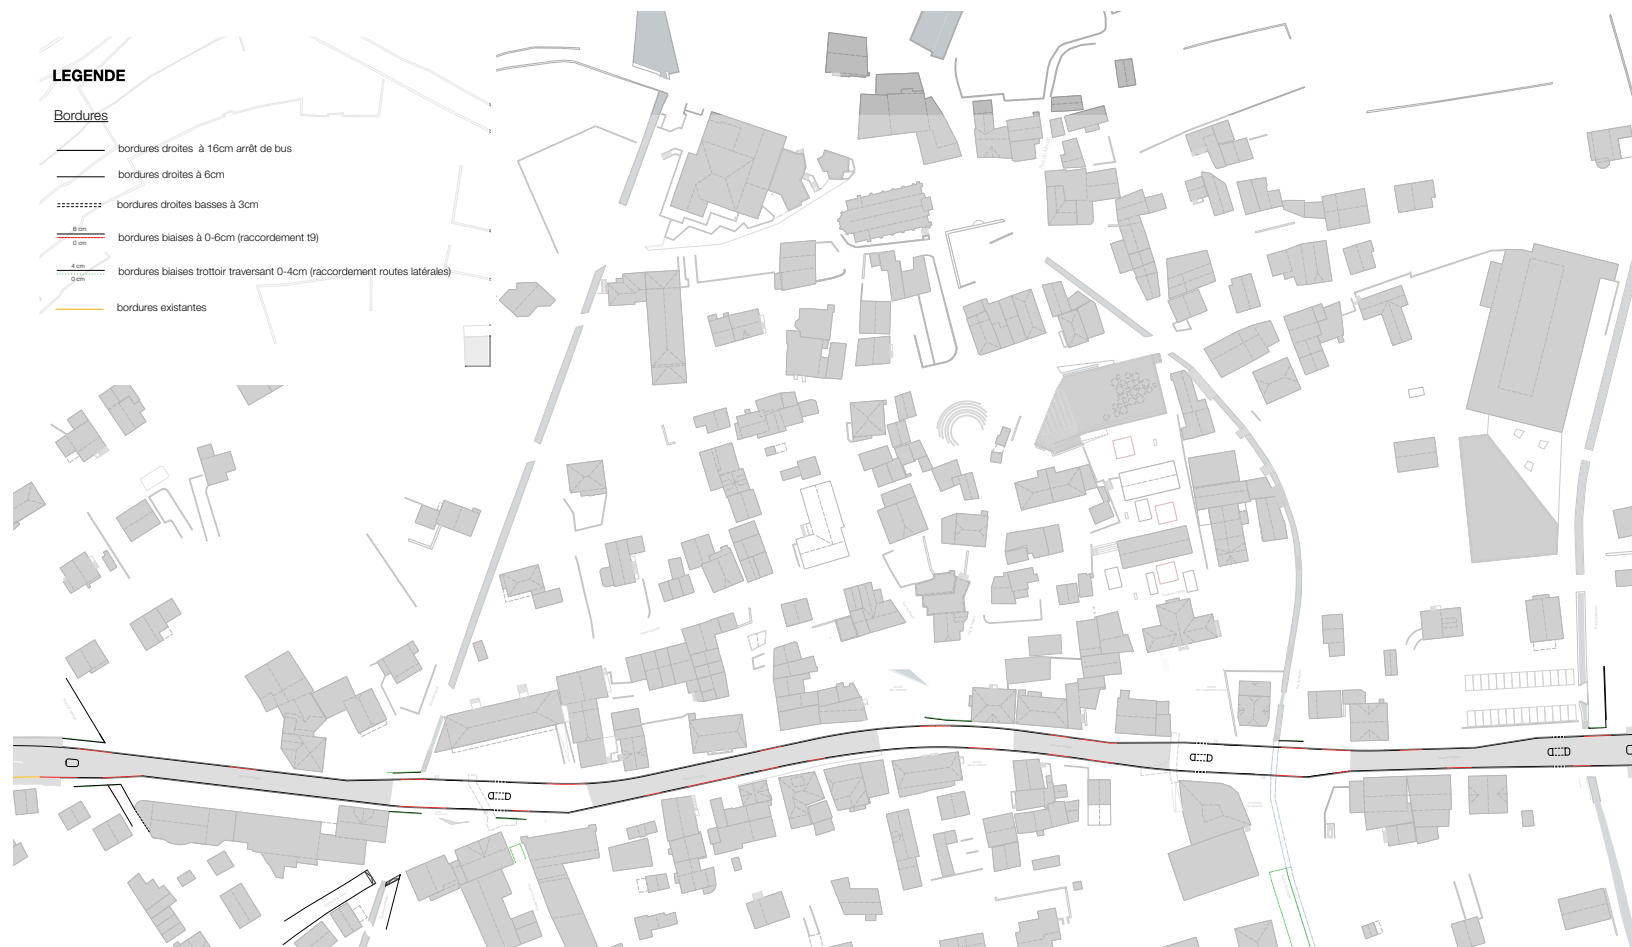 LEGENDE
Bordures
bordures droites à 16cm arrêt de bus
bordures droites à 6cm
bordures droites basses à 3cm
6 cm
0 cm
bordures biaises à 0-6cm (raccordement t9)
4 cm
0 cm
bordures biaises trottoir traversant 0-4cm (raccordement routes latérales)
bordures existantes